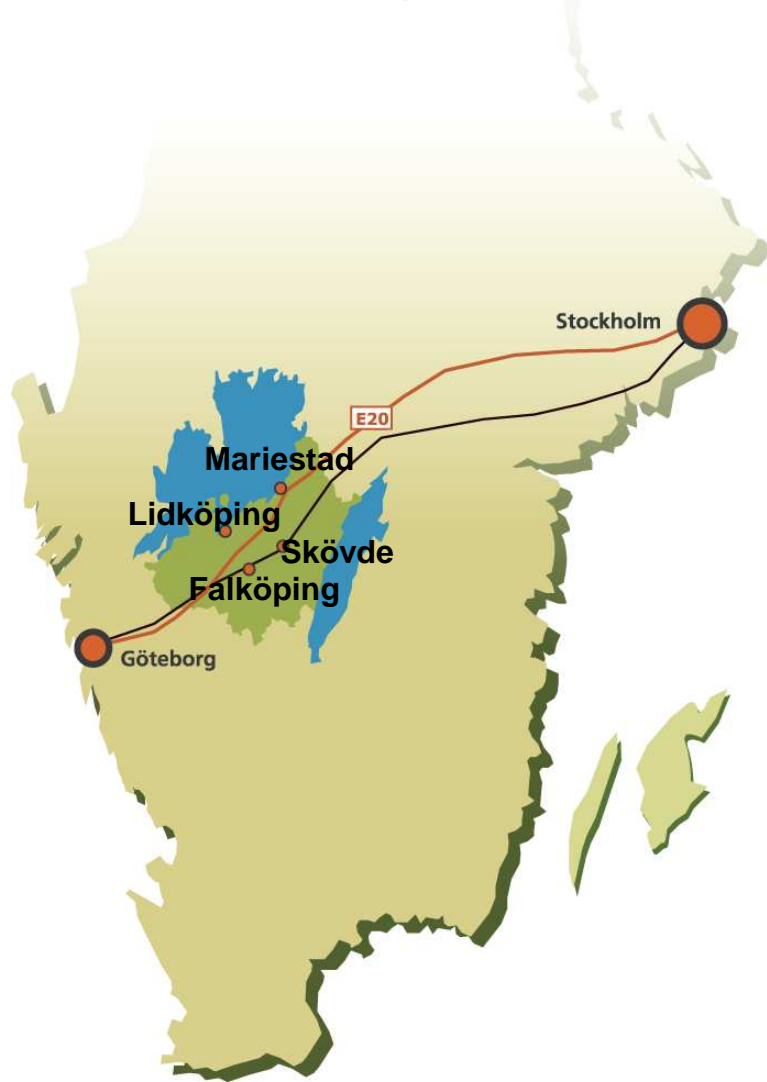 Stockholm
E20
Mariestad
Lidköping
Skövde
Falköping
Göteborg